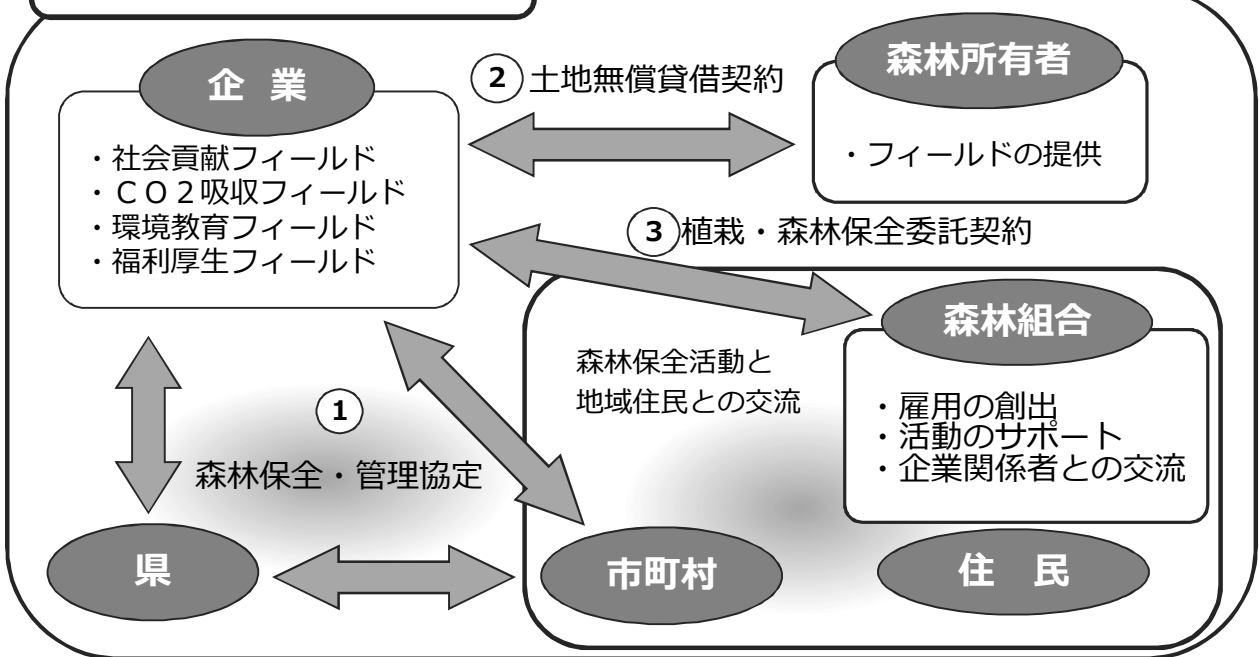 企 業
・社会貢献フィールド
・CO2吸収フィールド
・環境教育フィールド
・福利厚生フィールド
② 土地無償貸借契約
森林所有者
・フィールドの提供
③ 植栽・森林保全委託契約
森林組合
・雇用の創出
・活動のサポート
・企業関係者との交流
森林保全活動と
地域住民との交流
①
森林保全・管理協定
県
市町村
住 民